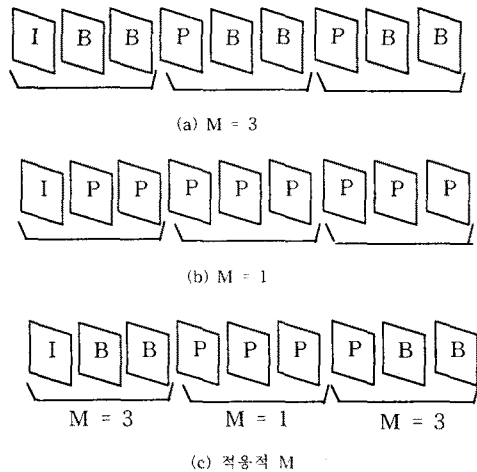 I B B P B B P B B
(a) M = 3
I P P P P P P P P
(b) M = 1
I B B P P P P B B
M = 3 M = 1 M = 3
(c) 적응적 M